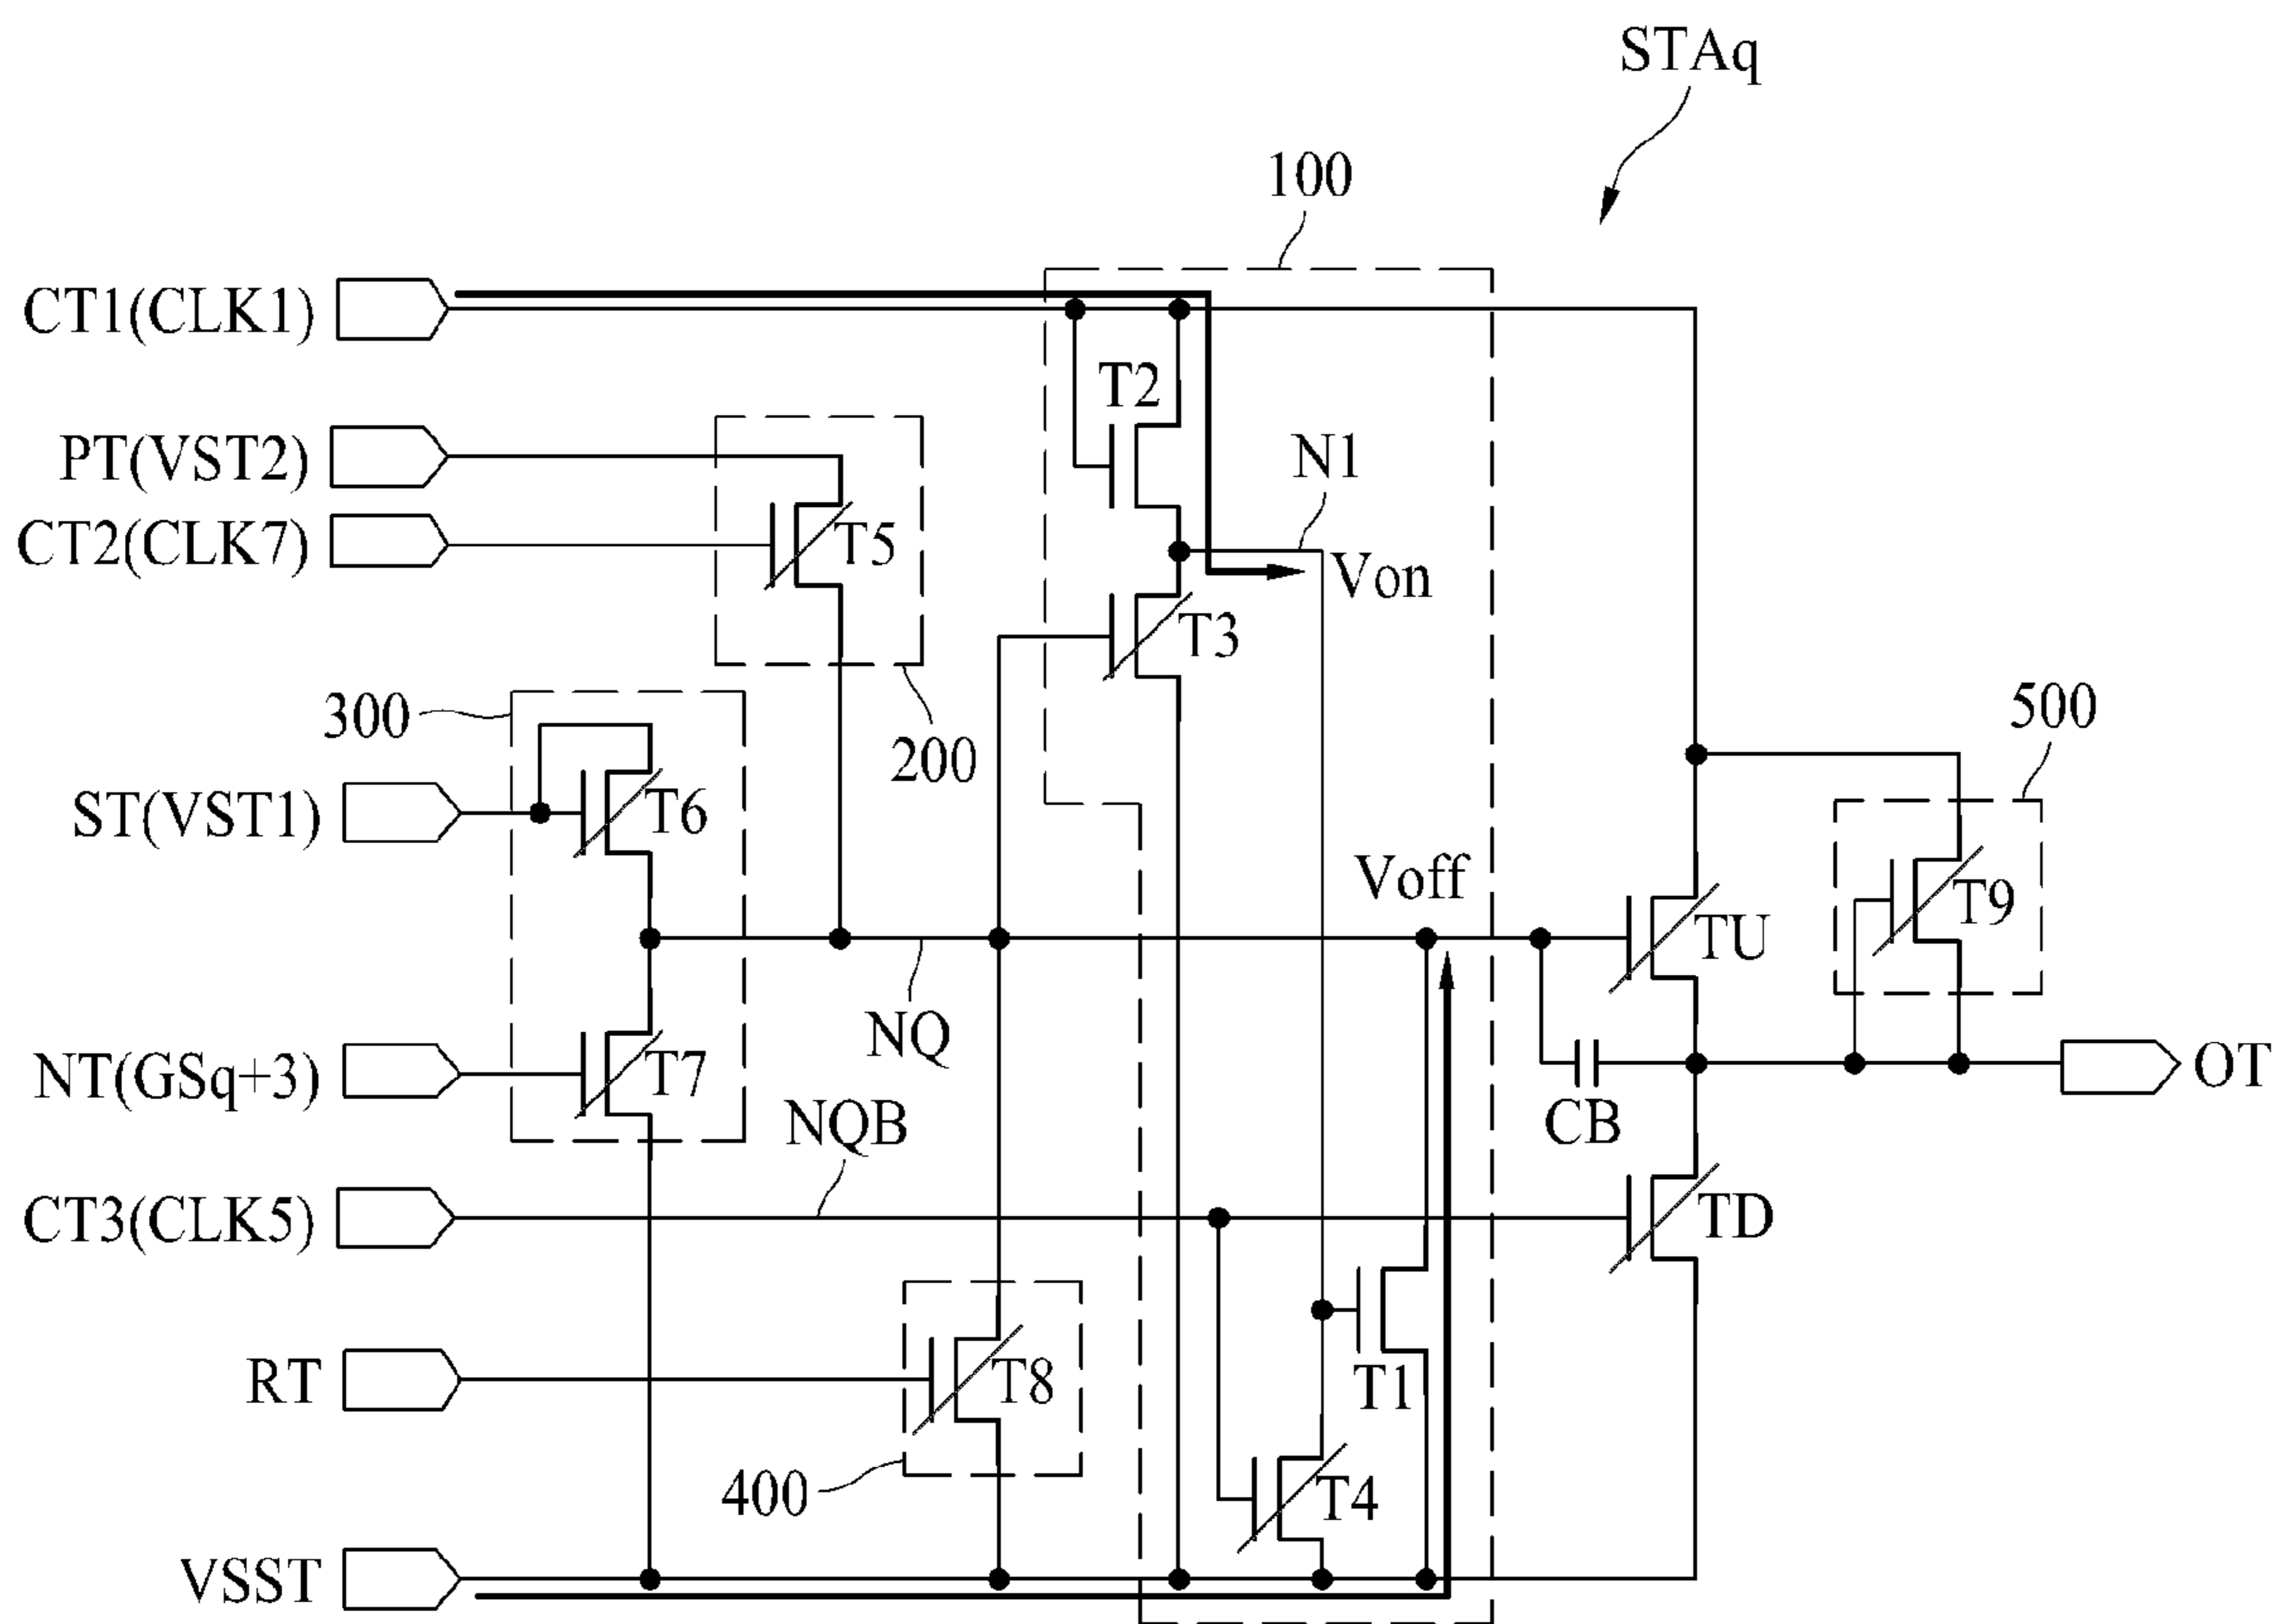 STAq
100
CT1(CLK1)
T2
PT(VST2)
N1
CT2(CLK7)
T5
Von
T3
300
200
500
ST(VST1)
T6
Voff
T9
TU
NQ
NT(GSq+3)
T7
OT
NQB
CB
CT3(CLK5)
TD
RT
T8
T1
400
T4
VSST